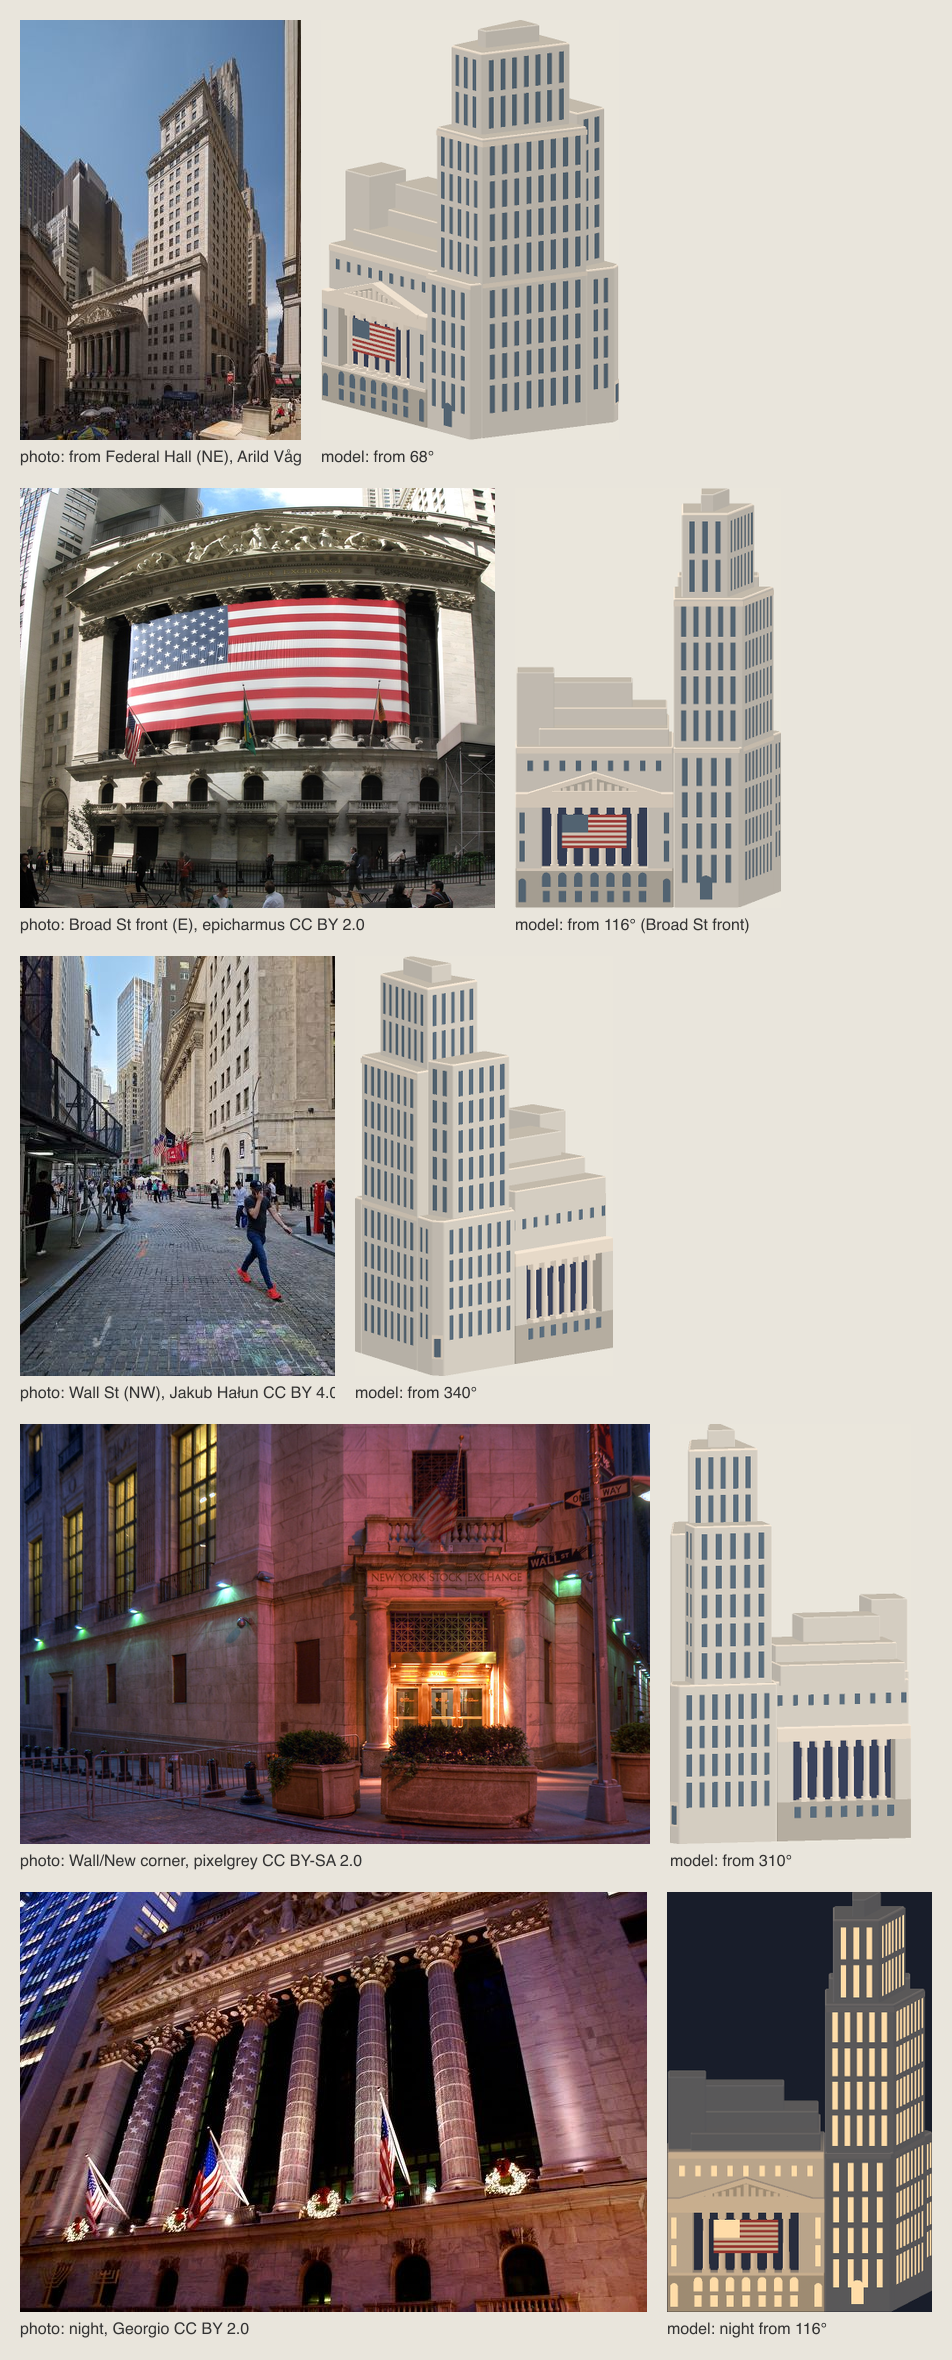 photo: from Federal Hall (NE), Arild Våg
model: from 68°
EXCHANGE
photo: Broad St front (E), epicharmus CC BY 2.0
model: from 116° (Broad St front)
photo: Wall St (NW), Jakub Hałun CC BY 4.0
model: from 340°
ONE WAY
WALL ST
NEW YORK STOCK EXCHANGE
photo: Wall/New corner, pixelgrey CC BY-SA 2.0
model: from 310°
photo: night, Georgio CC BY 2.0
model: night from 116°